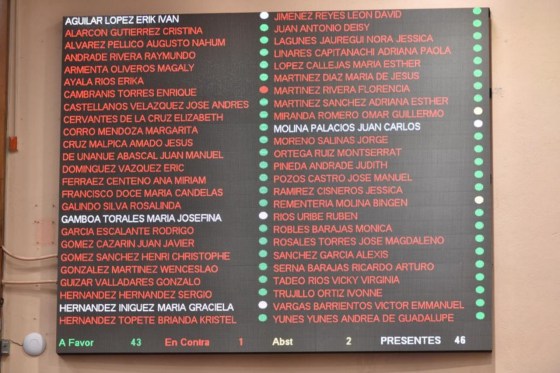 AGUILAR LOPEZ ERIK IVAN
ALARCON GUTIERREZ CRISTINA
ALVAREZ PELLICO AUGUSTO NAHUM
ANDRADE RIVERA RAYMUNDO
ARMENTA OLIVEROS MAGALY
AYALA RIOS ERIKA
CAMBRANIS TORRES ENRIQUE
CASTELLANOS VELAZQUEZ JOSE ANDRES
CERVANTES DE LA CRUZ ELIZABETH
CORRO MENDOZA MARGARITA
CRUZ MALPICA AMADO JESUS
DE UNANUE ABASCAL JUAN MANUEL
DOMINGUEZ VAZQUEZ ERIC
FERRAEZ CENTENO ANA MIRIAM
FRANCISCO DOCE MARIA CANDELAS
GALINDO SILVA ROSALINDA
GAMBOA TORALES MARIA JOSEFINA
GARCIA ESCALANTE RODRIGO
GOMEZ CAZARIN JUAN JAVIER
GOMEZ SANCHEZ HENRI CHRISTOPHE
GONZALEZ MARTINEZ WENCESLAO
GUIZAR VALLADARES GONZALO
HERNANDEZ HERNANDEZ SERGIO
HERNANDEZ INIGUEZ MARIA GRACIELA
HERNANDEZ TOPETE BRIANDA KRISTEL
JIMENEZ REYES LEON DAVID
JUAN ANTONIO DEISY
LAGUNES JAUREGUI NORA JESSICA
LINARES CAPITANACHI ADRIANA PAOLA
LOPEZ CALLEJAS MARIA ESTHER
MARTINEZ DIAZ MARIA DE JESUS
MARTINEZ RIVERA FLORENCIA
MARTINEZ SANCHEZ ADRIANA ESTHER
MIRANDA ROMERO OMAR GUILLERMO
MOLINA PALACIOS JUAN CARLOS
MORENO SALINAS JORGE
ORTEGA RUIZ MONTSERRAT
PINEDA ANDRADE JUDITH
POZOS CASTRO JOSE MANUEL
RAMIREZ CISNEROS JESSICA
REMENTERIA MOLINA BINGEN
RIOS URIBE RUBEN
ROBLES BARAJAS MONICA
ROSALES TORRES JOSE MAGDALENO
SANCHEZ GARCIA ALEXIS
SERNA BARAJAS RICARDO ARTURO
TADEO RIOS VICKY VIRGINIA
TRUJILLO ORTIZ IVONNE
VARGAS BARRIENTOS VICTOR EMMANUEL
YUNES YUNES ANDREA DE GUADALUPE
A Favor 43 En Contra 1 Abst 2 PRESENTES 46